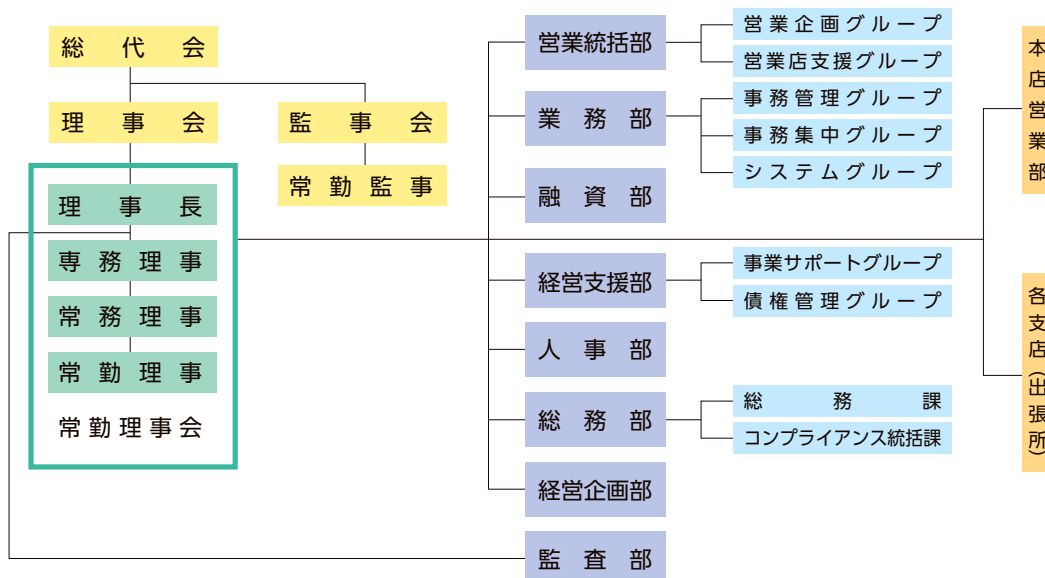 総代会
理事会
監事会
常勤監事
理事長
専務理事
常務理事
常勤理事
常勤理事会
営業統括部
営業企画グループ
営業店支援グループ
業務部
事務管理グループ
事務集中グループ
システムグループ
融資部
経営支援部
事業サポートグループ
債権管理グループ
人事部
総務部
総務課
コンプライアンス統括課
経営企画部
監査部
本店営業部
各支店(出張所)